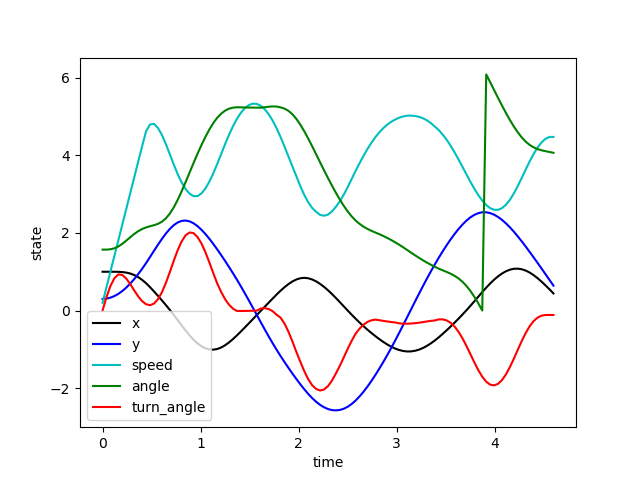 6
4
2
0
−2
state
x
y
speed
angle
turn_angle
0 1 2 3 4
time